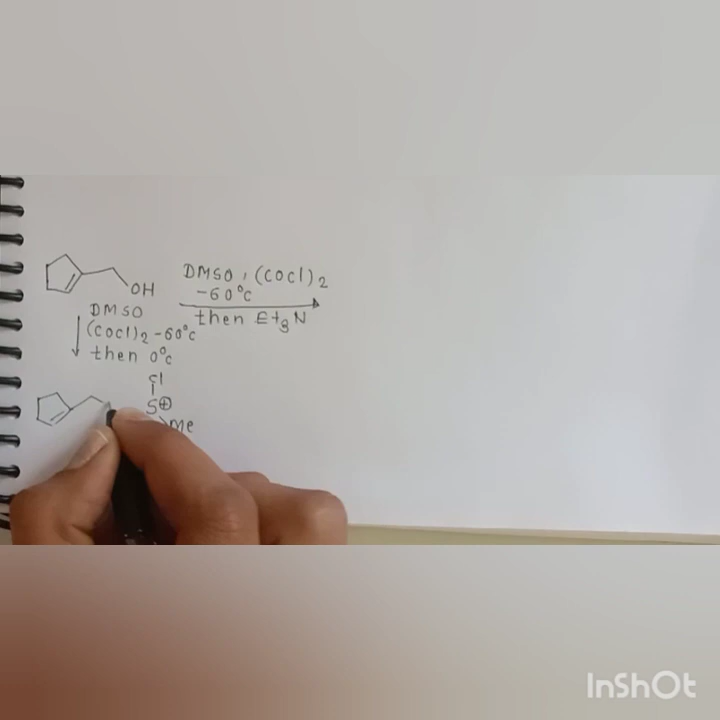 OH
DMSO, (COCl)2
-60°C
then Et3N
DMSO
(COCl)2 -60°C
then 0°C
Cl
S⊕
Me
InShOt